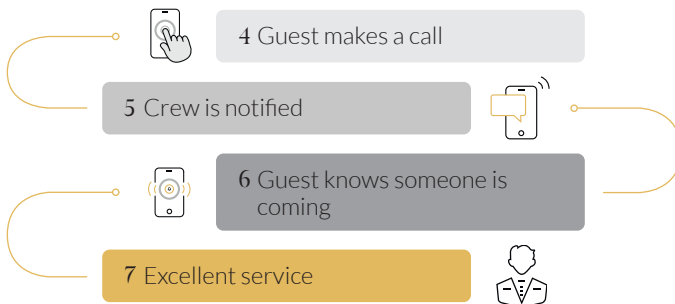 4 Guest makes a call
5 Crew is notified
6 Guest knows someone is
coming
7 Excellent service